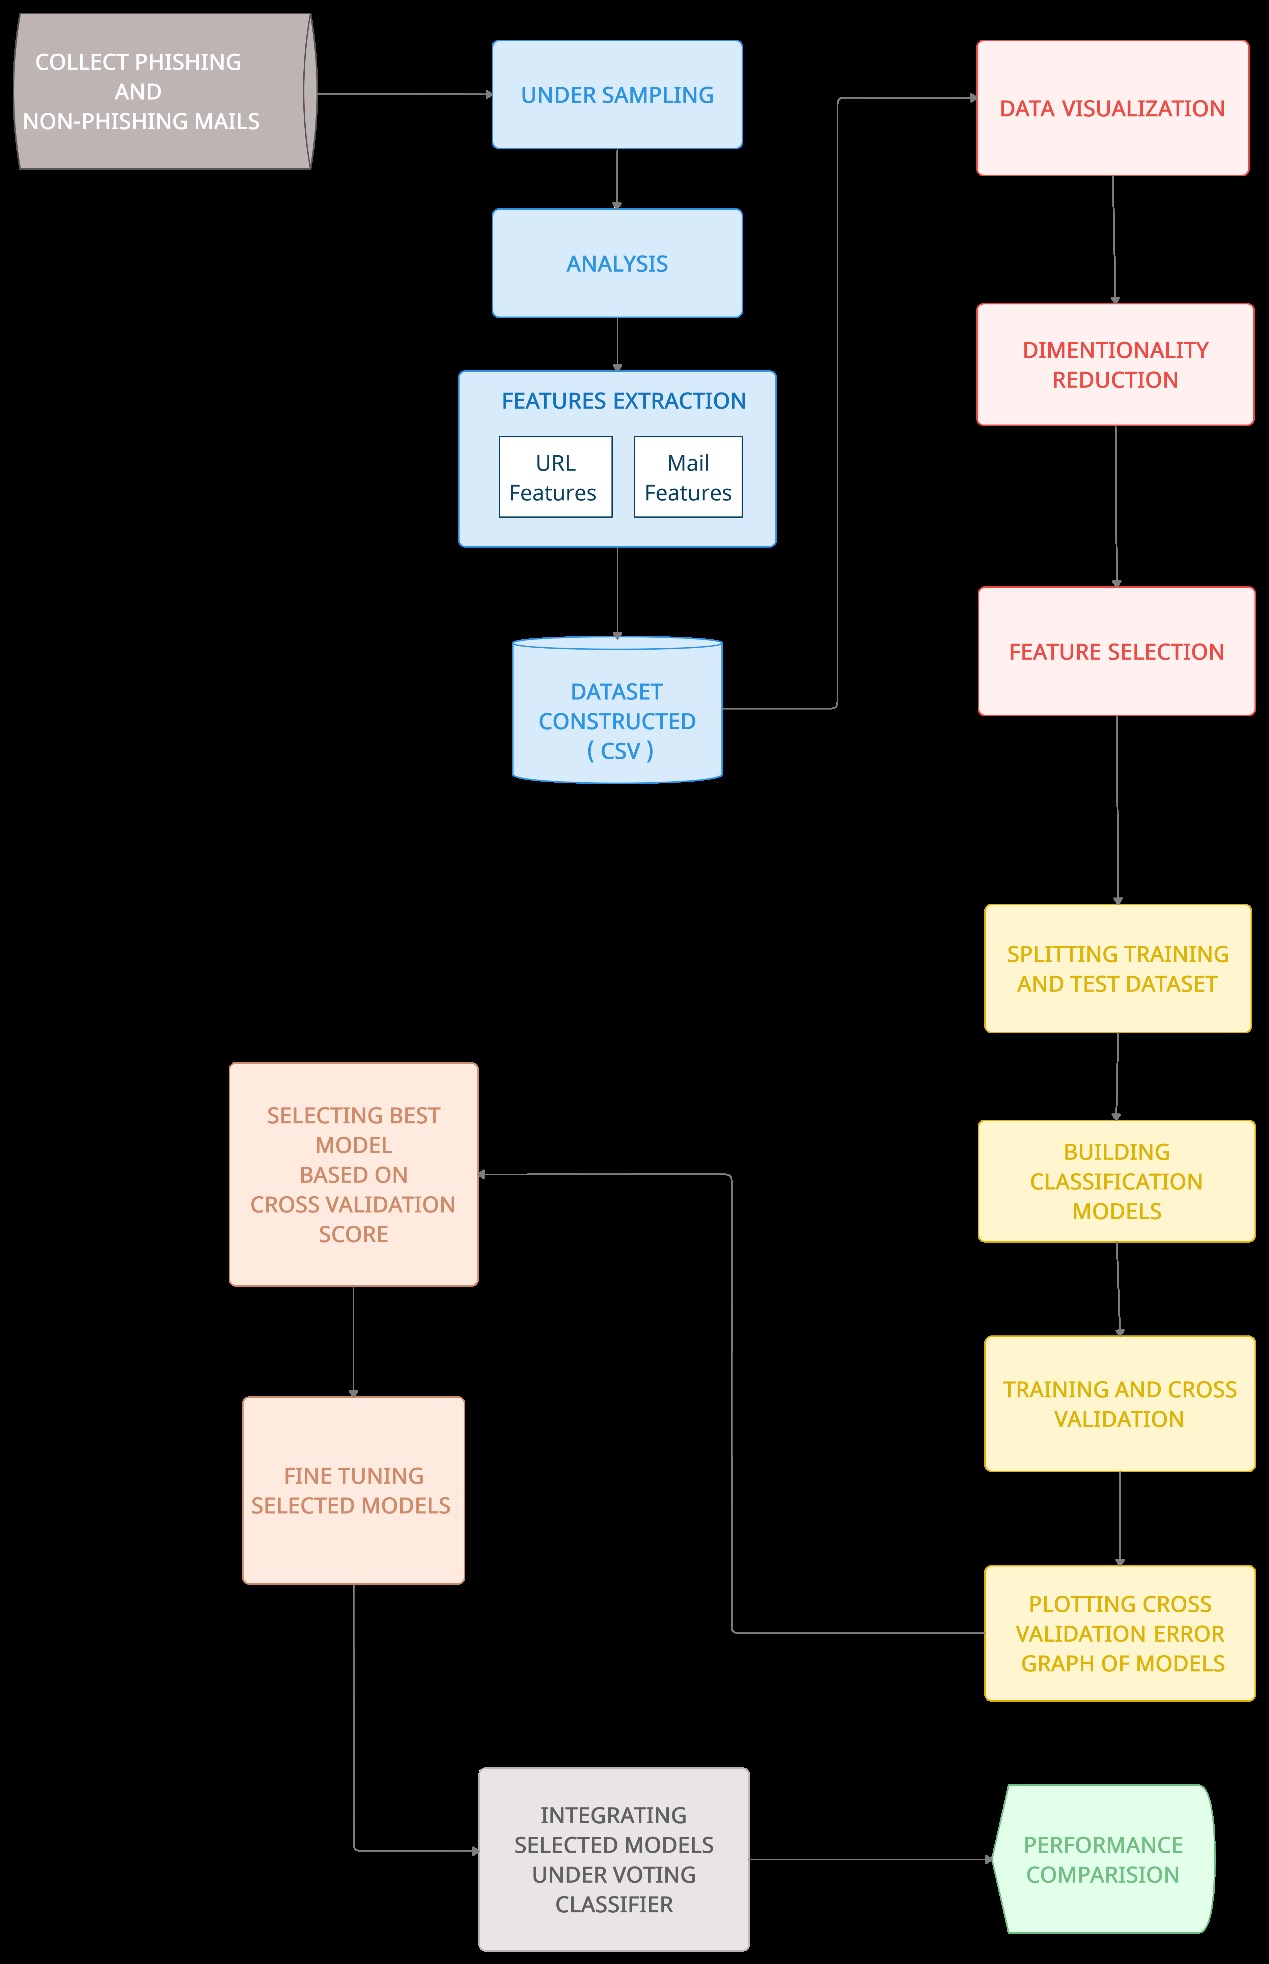 COLLECT PHISHING
AND
NON-PHISHING MAILS
UNDER SAMPLING
ANALYSIS
FEATURES EXTRACTION
URL
Features
Mail
Features
DATASET
CONSTRUCTED
( CSV )
DATA VISUALIZATION
DIMENTIONALITY
REDUCTION
FEATURE SELECTION
SPLITTING TRAINING
AND TEST DATASET
BUILDING
CLASSIFICATION
MODELS
TRAINING AND CROSS
VALIDATION
PLOTTING CROSS
VALIDATION ERROR
GRAPH OF MODELS
SELECTING BEST
MODEL
BASED ON
CROSS VALIDATION
SCORE
FINE TUNING
SELECTED MODELS
INTEGRATING
SELECTED MODELS
UNDER VOTING
CLASSIFIER
PERFORMANCE
COMPARISION